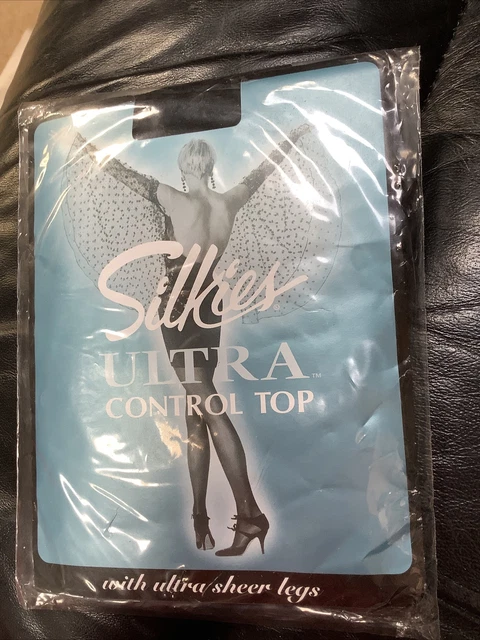 Silkies
ULTRA™
CONTROL TOP
with ultra sheer legs